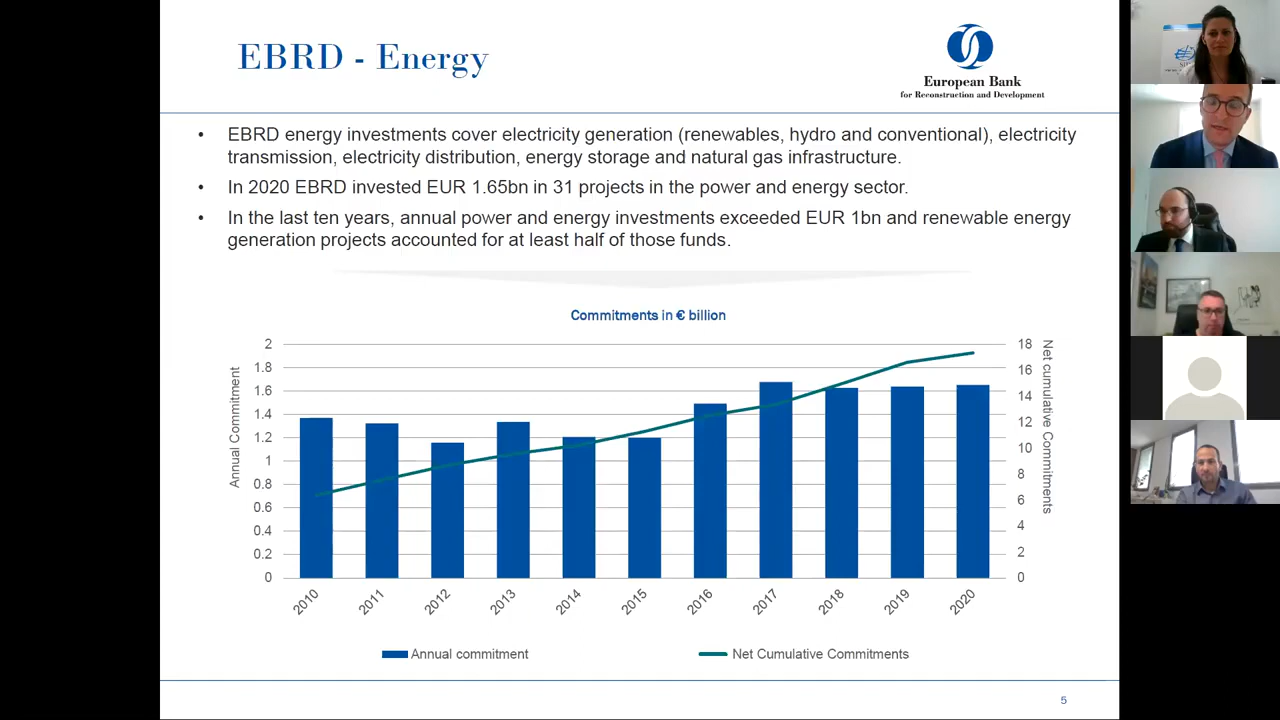 EBRD - Energy
European Bank
for Reconstruction and Development
• EBRD energy investments cover electricity generation (renewables, hydro and conventional), electricity
transmission, electricity distribution, energy storage and natural gas infrastructure.
• In 2020 EBRD invested EUR 1.65bn in 31 projects in the power and energy sector.
• In the last ten years, annual power and energy investments exceeded EUR 1bn and renewable energy
generation projects accounted for at least half of those funds.
Commitments in € billion
Annual Commitment
2
1.8
1.6
1.4
1.2
1
0.8
0.6
0.4
0.2
0
18
16
14
12
10
8
6
4
2
0
Net cumulative Commitments
2010
2011
2012
2013
2014
2015
2016
2017
2018
2019
2020
Annual commitment
Net Cumulative Commitments
5